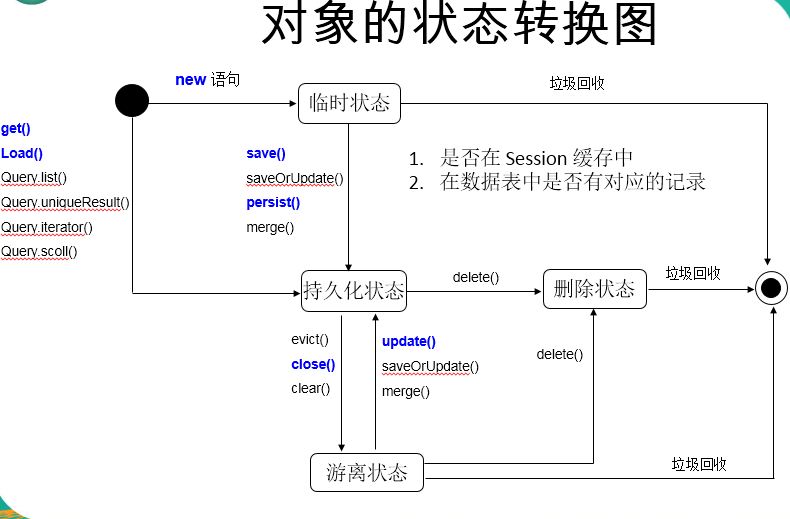 对象的状态转换图
new 语句
临时状态
垃圾回收
get()
Load()
Query.list()
Query.uniqueResult()
Query.iterator()
Query.scoll()
save()
saveOrUpdate()
persist()
merge()
1. 是否在 Session 缓存中
2. 在数据表中是否有对应的记录
持久化状态
delete()
删除状态
垃圾回收
evict()
close()
clear()
update()
saveOrUpdate()
merge()
delete()
游离状态
垃圾回收